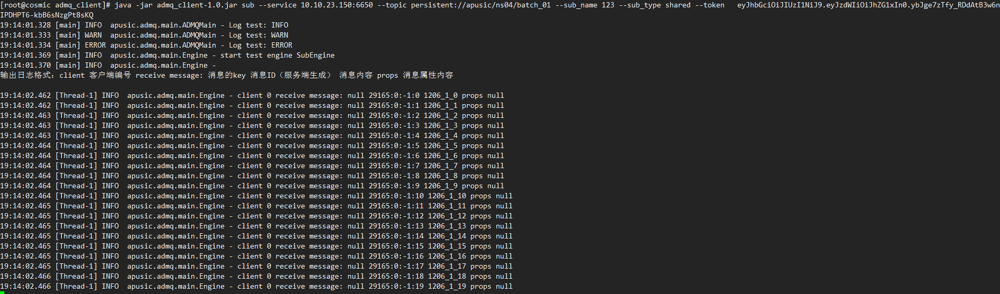 [root@cosmic admq_client]# java -jar admq_client-1.0.jar sub --service 10.10.23.150:6650 --topic persistent://apusic/ns04/batch_01 --sub_name 123 --sub_type shared --token   eyJhbGciOiJIUzI1NiJ9.eyJzdWIiOiJhZG1xIn0.ybJge7zTfy_RDdAtB3w6n
IPDHPT6-kbB6sNzgPt8sKQ
19:14:01.328 [main] INFO  apusic.admq.main.ADMQMain - Log test: INFO
19:14:01.333 [main] WARN  apusic.admq.main.ADMQMain - Log test: WARN
19:14:01.334 [main] ERROR apusic.admq.main.ADMQMain - Log test: ERROR
19:14:01.369 [main] INFO  apusic.admq.main.Engine - start test engine SubEngine
19:14:01.370 [main] INFO  apusic.admq.main.Engine -
输出日志格式：client 客户端编号 receive message: 消息的key 消息ID（服务端生成） 消息内容 props 消息属性内容
19:14:02.462 [Thread-1] INFO  apusic.admq.main.Engine - client 0 receive message: null 29165:0:-1:0 1206_1_0 props null
19:14:02.462 [Thread-1] INFO  apusic.admq.main.Engine - client 0 receive message: null 29165:0:-1:1 1206_1_1 props null
19:14:02.463 [Thread-1] INFO  apusic.admq.main.Engine - client 0 receive message: null 29165:0:-1:2 1206_1_2 props null
19:14:02.463 [Thread-1] INFO  apusic.admq.main.Engine - client 0 receive message: null 29165:0:-1:3 1206_1_3 props null
19:14:02.463 [Thread-1] INFO  apusic.admq.main.Engine - client 0 receive message: null 29165:0:-1:4 1206_1_4 props null
19:14:02.464 [Thread-1] INFO  apusic.admq.main.Engine - client 0 receive message: null 29165:0:-1:5 1206_1_5 props null
19:14:02.464 [Thread-1] INFO  apusic.admq.main.Engine - client 0 receive message: null 29165:0:-1:6 1206_1_6 props null
19:14:02.464 [Thread-1] INFO  apusic.admq.main.Engine - client 0 receive message: null 29165:0:-1:7 1206_1_7 props null
19:14:02.464 [Thread-1] INFO  apusic.admq.main.Engine - client 0 receive message: null 29165:0:-1:8 1206_1_8 props null
19:14:02.464 [Thread-1] INFO  apusic.admq.main.Engine - client 0 receive message: null 29165:0:-1:9 1206_1_9 props null
19:14:02.464 [Thread-1] INFO  apusic.admq.main.Engine - client 0 receive message: null 29165:0:-1:10 1206_1_10 props null
19:14:02.465 [Thread-1] INFO  apusic.admq.main.Engine - client 0 receive message: null 29165:0:-1:11 1206_1_11 props null
19:14:02.465 [Thread-1] INFO  apusic.admq.main.Engine - client 0 receive message: null 29165:0:-1:12 1206_1_12 props null
19:14:02.465 [Thread-1] INFO  apusic.admq.main.Engine - client 0 receive message: null 29165:0:-1:13 1206_1_13 props null
19:14:02.465 [Thread-1] INFO  apusic.admq.main.Engine - client 0 receive message: null 29165:0:-1:14 1206_1_14 props null
19:14:02.465 [Thread-1] INFO  apusic.admq.main.Engine - client 0 receive message: null 29165:0:-1:15 1206_1_15 props null
19:14:02.465 [Thread-1] INFO  apusic.admq.main.Engine - client 0 receive message: null 29165:0:-1:16 1206_1_16 props null
19:14:02.465 [Thread-1] INFO  apusic.admq.main.Engine - client 0 receive message: null 29165:0:-1:17 1206_1_17 props null
19:14:02.466 [Thread-1] INFO  apusic.admq.main.Engine - client 0 receive message: null 29165:0:-1:18 1206_1_18 props null
19:14:02.466 [Thread-1] INFO  apusic.admq.main.Engine - client 0 receive message: null 29165:0:-1:19 1206_1_19 props null